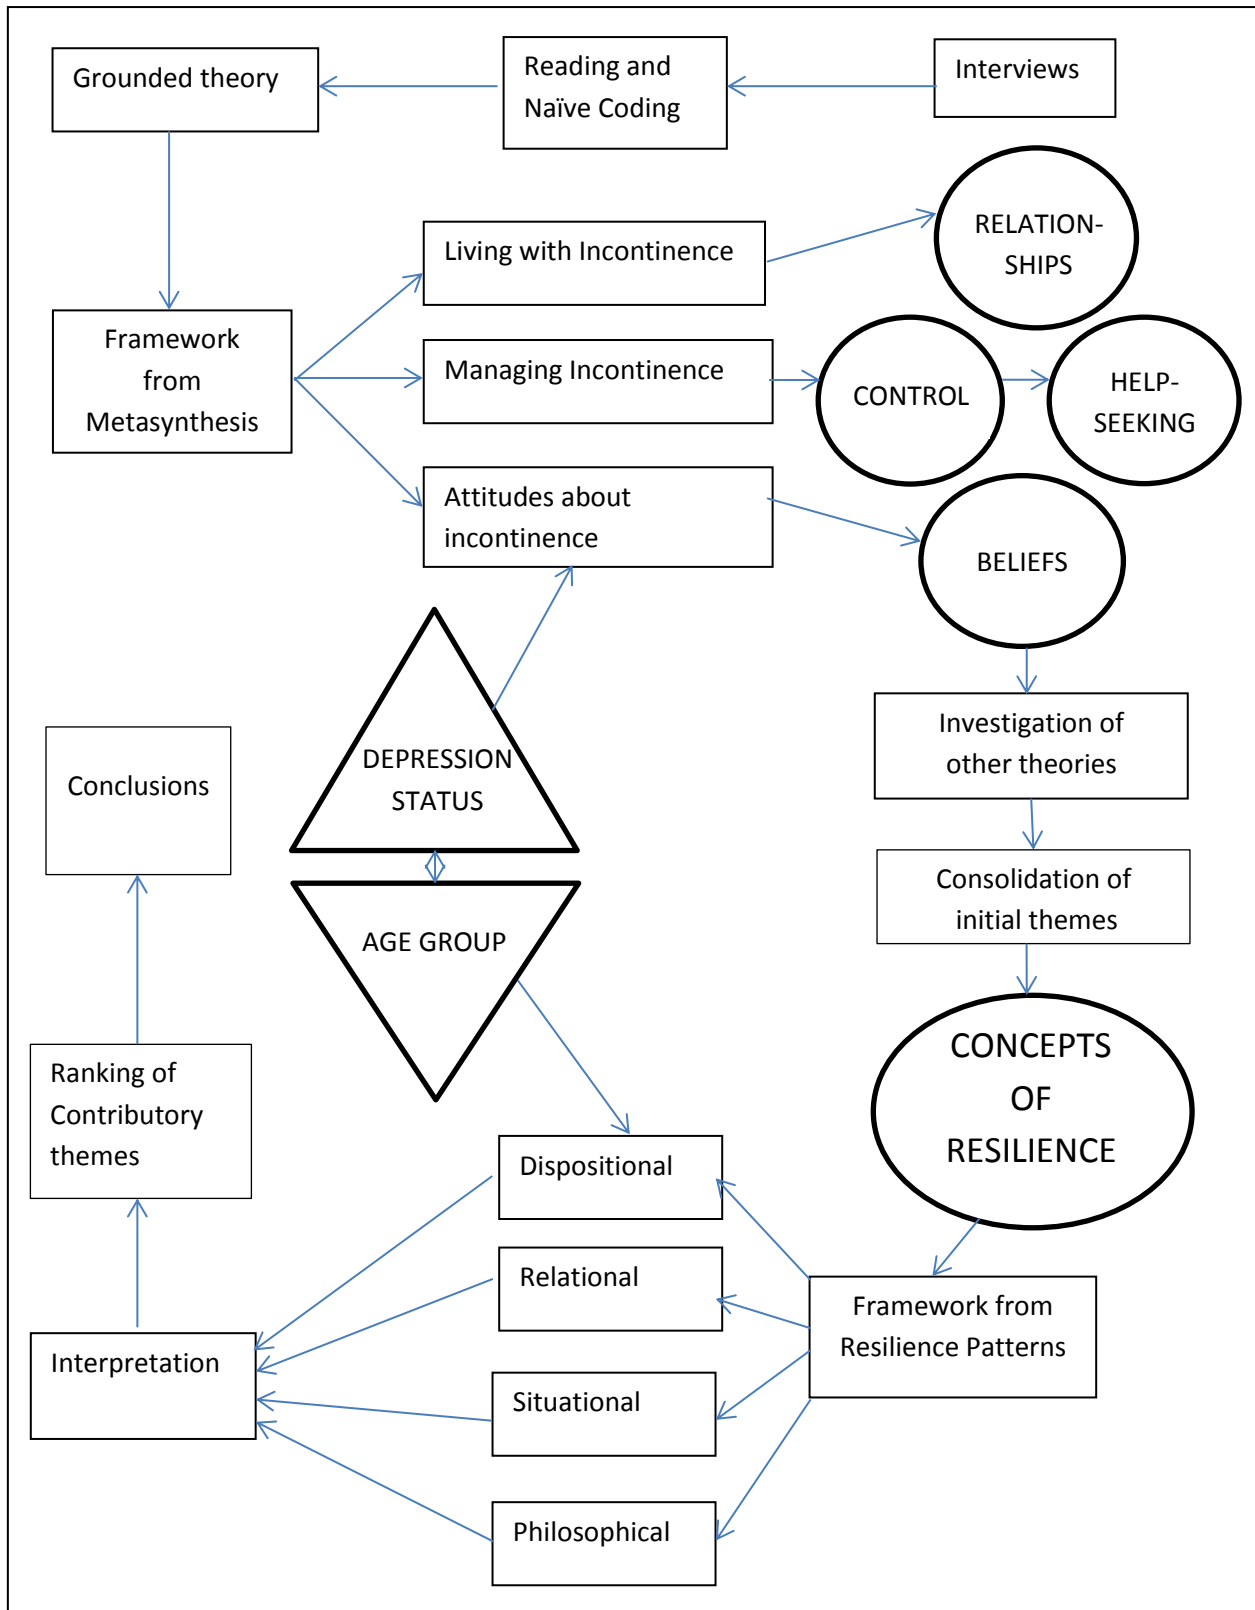 Grounded theory
Reading and
Naïve Coding
Interviews
RELATION-
SHIPS
Living with Incontinence
Framework
from
Metasynthesis
Managing Incontinence
CONTROL
HELP-
SEEKING
Attitudes about
incontinence
BELIEFS
Investigation of
other theories
DEPRESSION
STATUS
Conclusions
Consolidation of
initial themes
AGE GROUP
CONCEPTS
OF
RESILIENCE
Ranking of
Contributory
themes
Dispositional
Relational
Framework from
Resilience Patterns
Interpretation
Situational
Philosophical